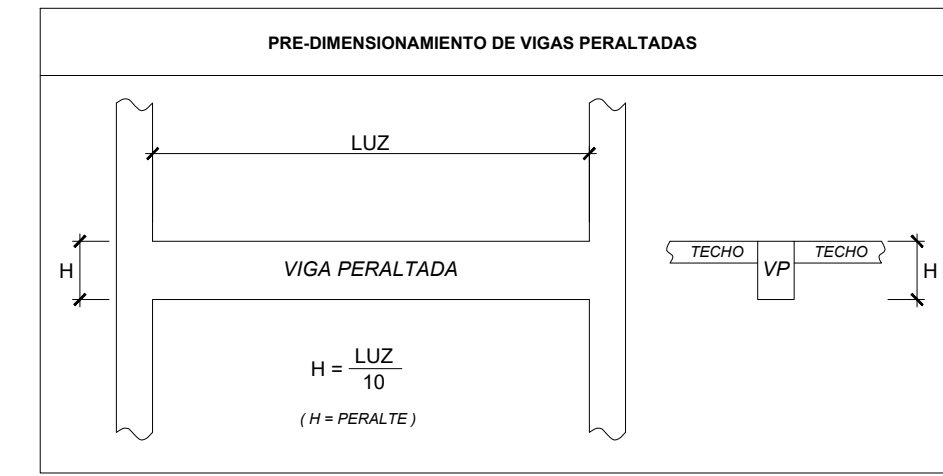 PRE-DIMENSIONAMIENTO DE VIGAS PERALTADAS
LUZ
H
VIGA PERALTADA
TECHO
VP
TECHO
H
H = LUZ
10
( H = PERALTE )